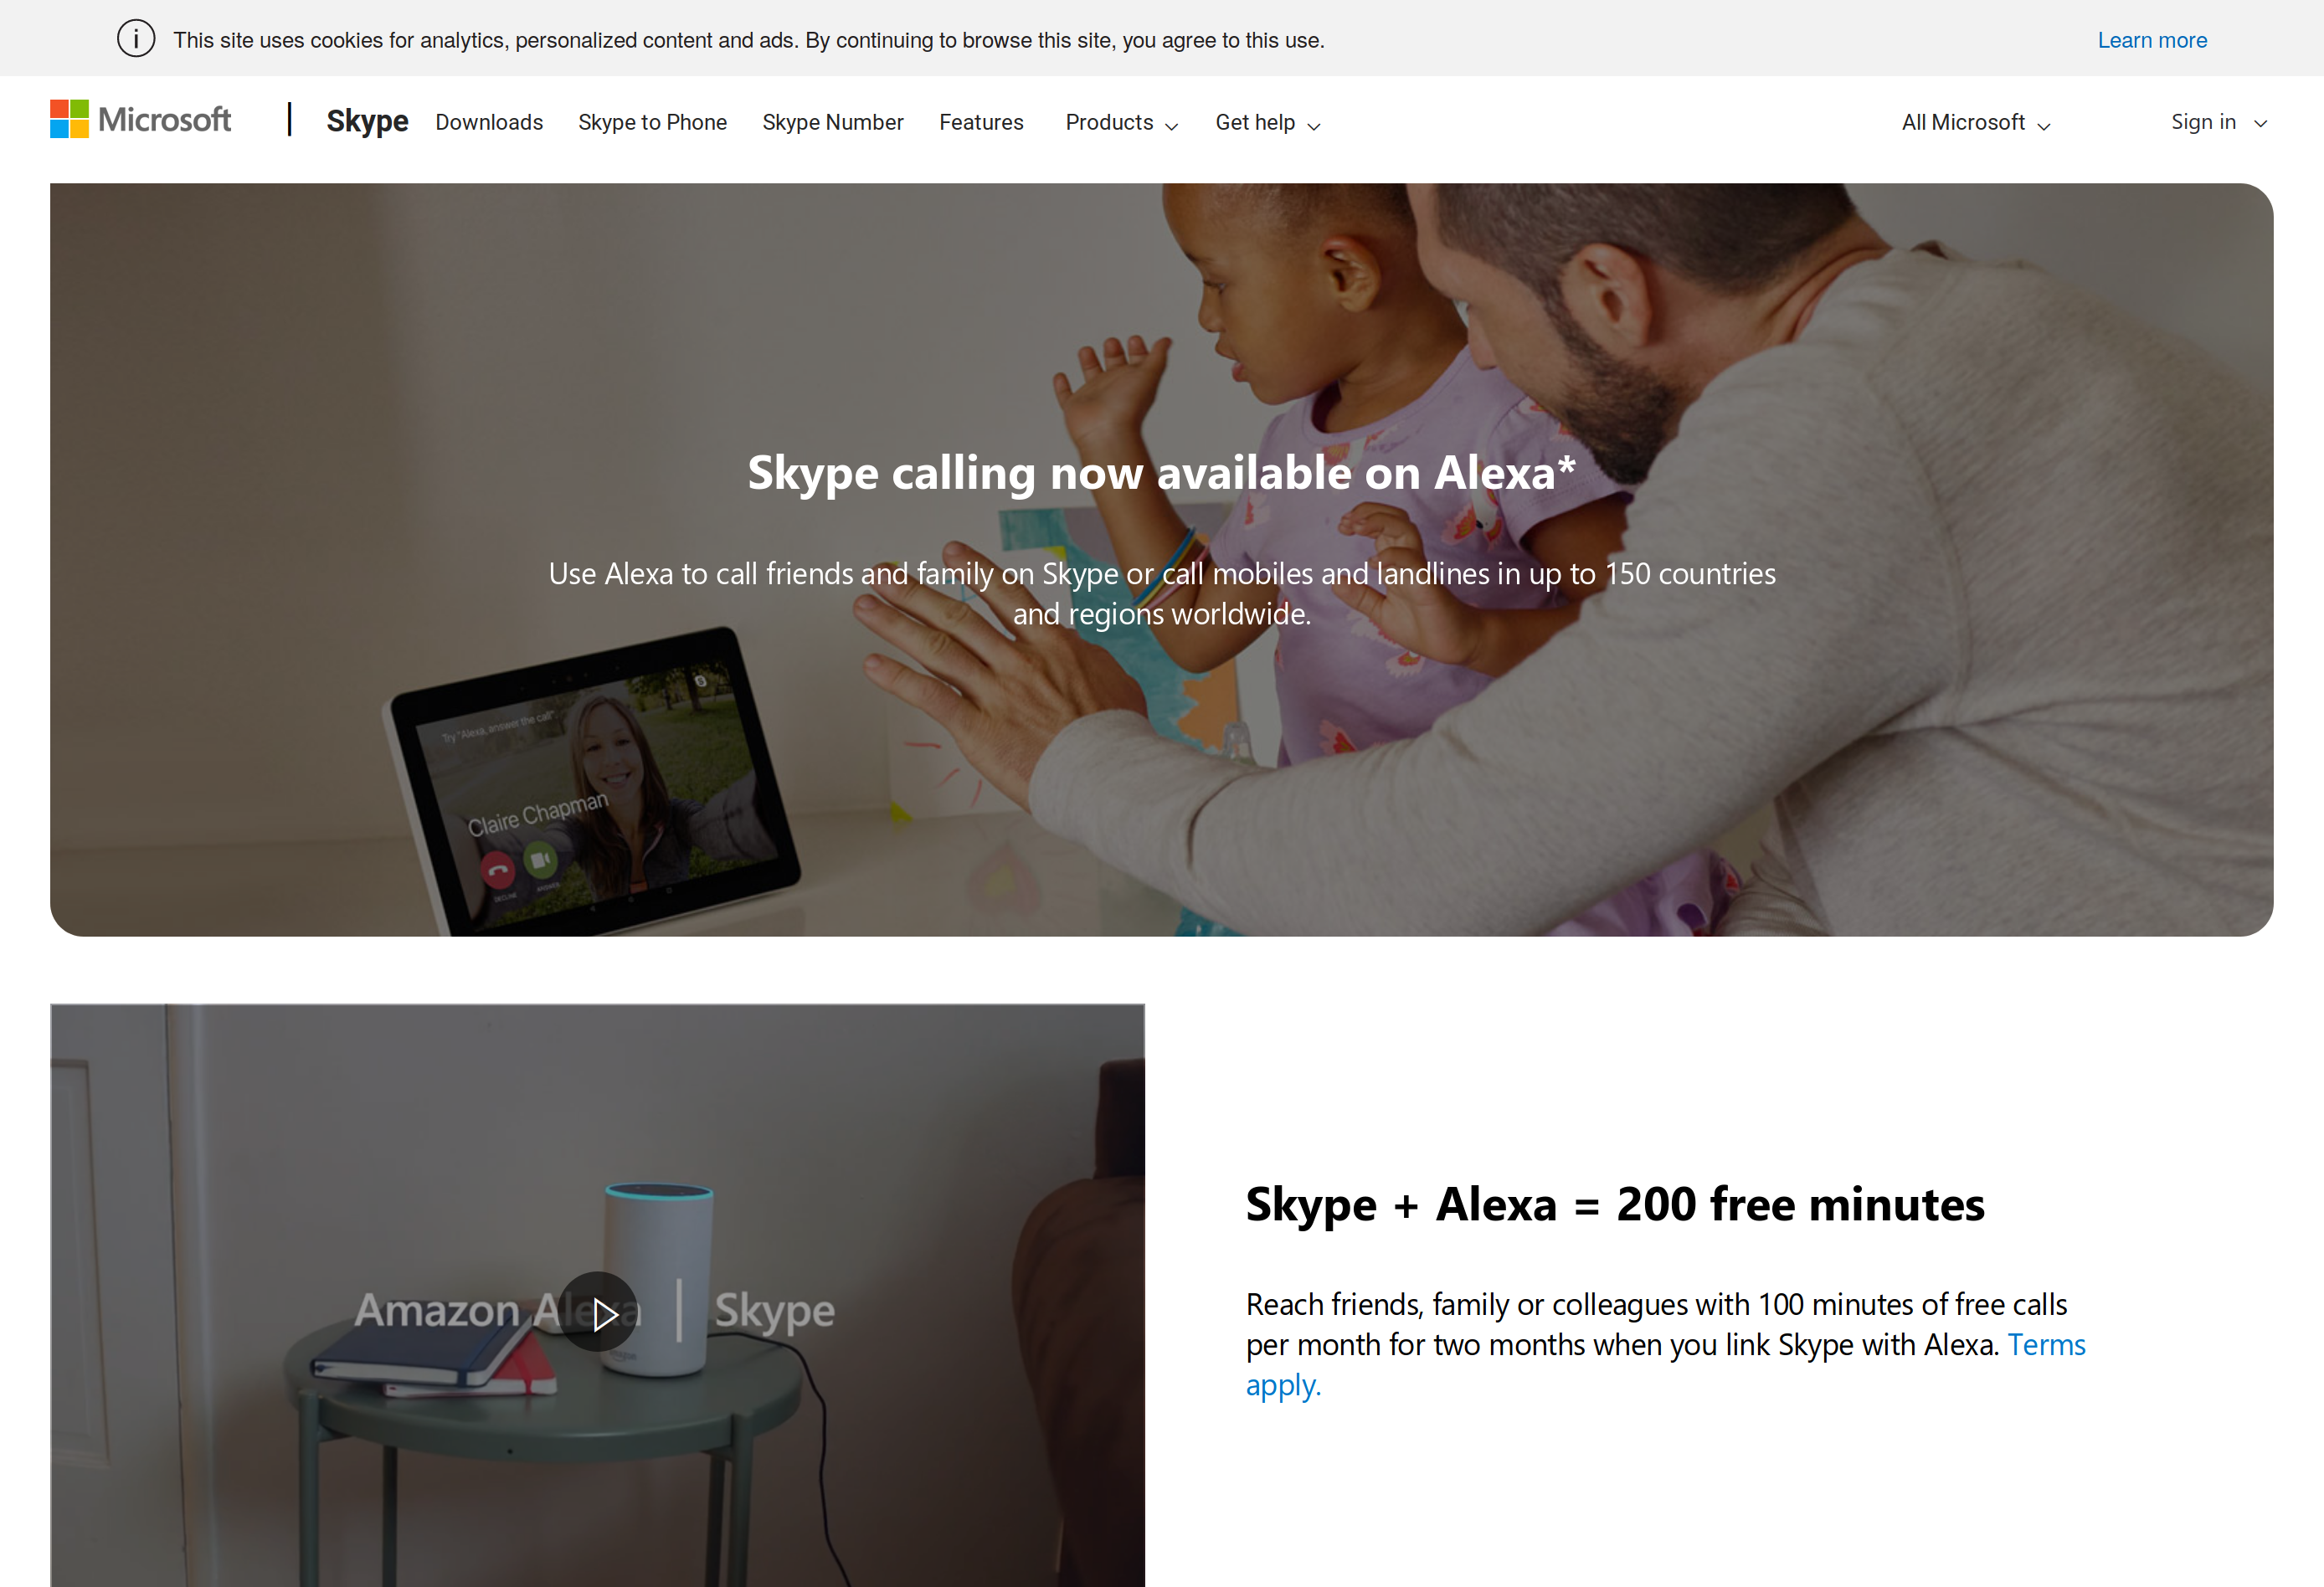 This site uses cookies for analytics, personalized content and ads. By continuing to browse this site, you agree to this use.
Learn more
Microsoft
Skype
Downloads
Skype to Phone
Skype Number
Features
Products
Get help
All Microsoft
Sign in
Skype calling now available on Alexa*
Use Alexa to call friends and family on Skype or call mobiles and landlines in up to 150 countries
and regions worldwide.
Try "Alexa, answer the call"
Claire Chapman
DECLINE
ANSWER
Amazon Alexa | Skype
amazon
Skype + Alexa = 200 free minutes
Reach friends, family or colleagues with 100 minutes of free calls
per month for two months when you link Skype with Alexa. Terms
apply.